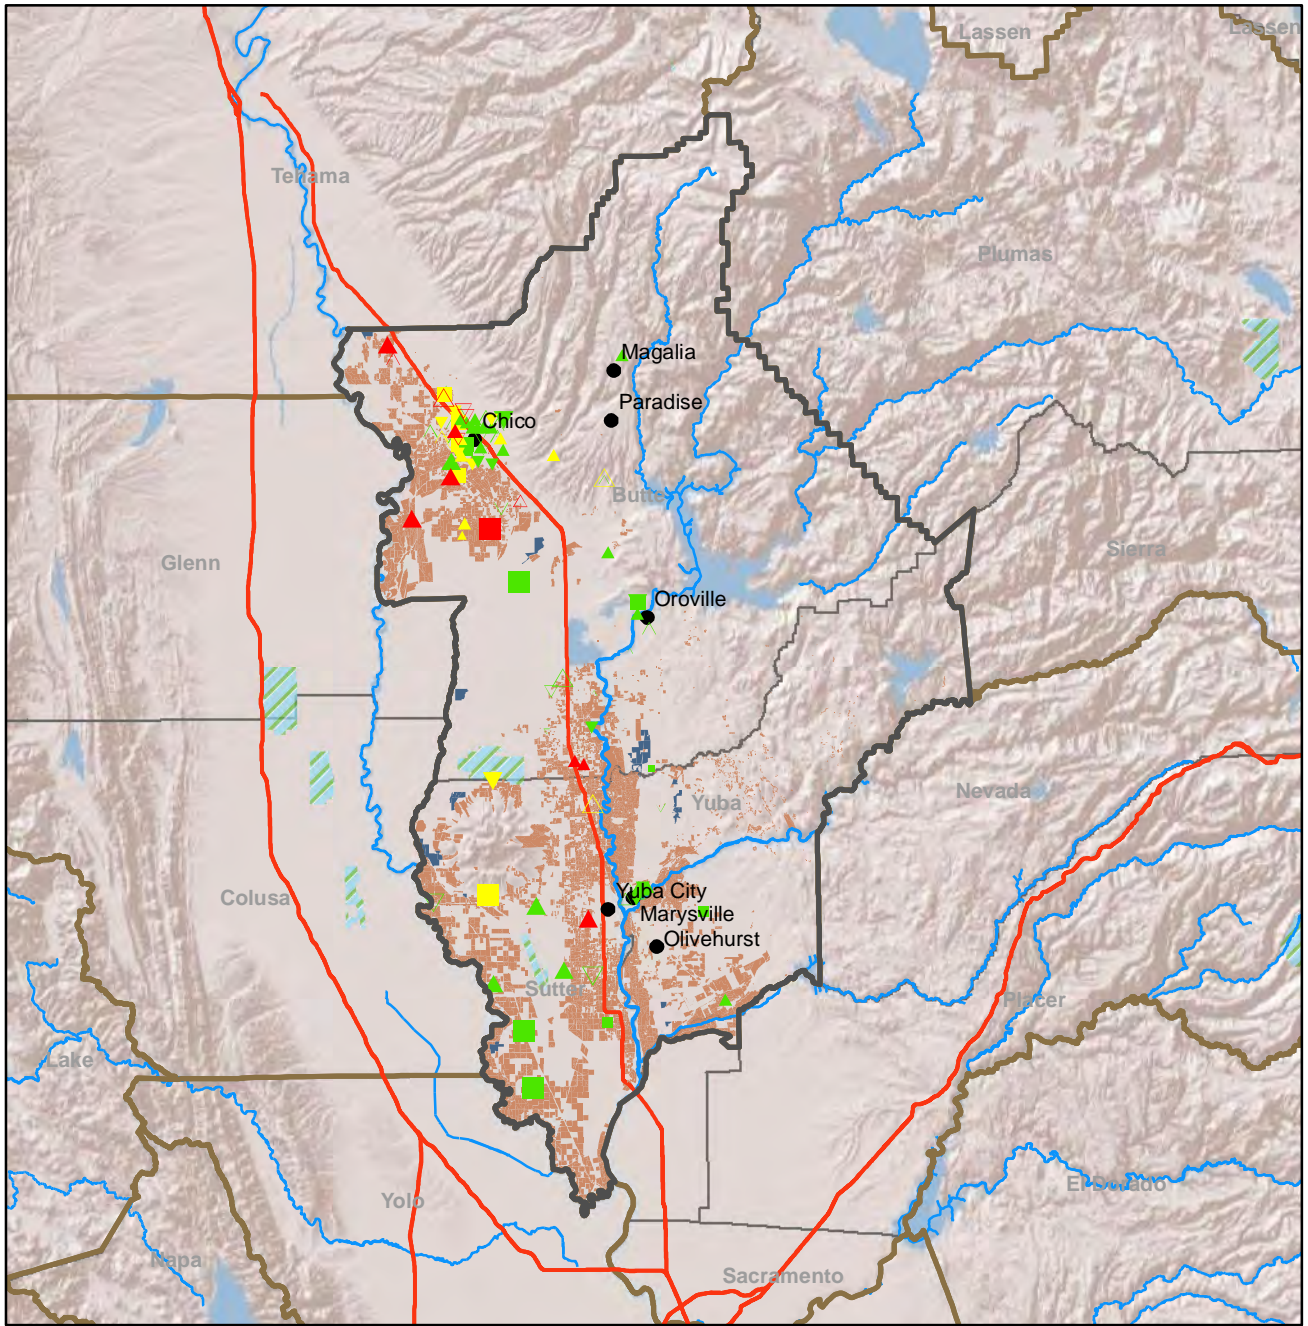 Lassen
Lassen
Tehama
Plumas
Magalia
Paradise
Chico
Butte
Sierra
Glenn
Oroville
Nevada
Yuba
Yuba City
Colusa
Marysville
Olivehurst
Sutter
Placer
Lake
El Dorado
Yolo
Napa
Sacramento